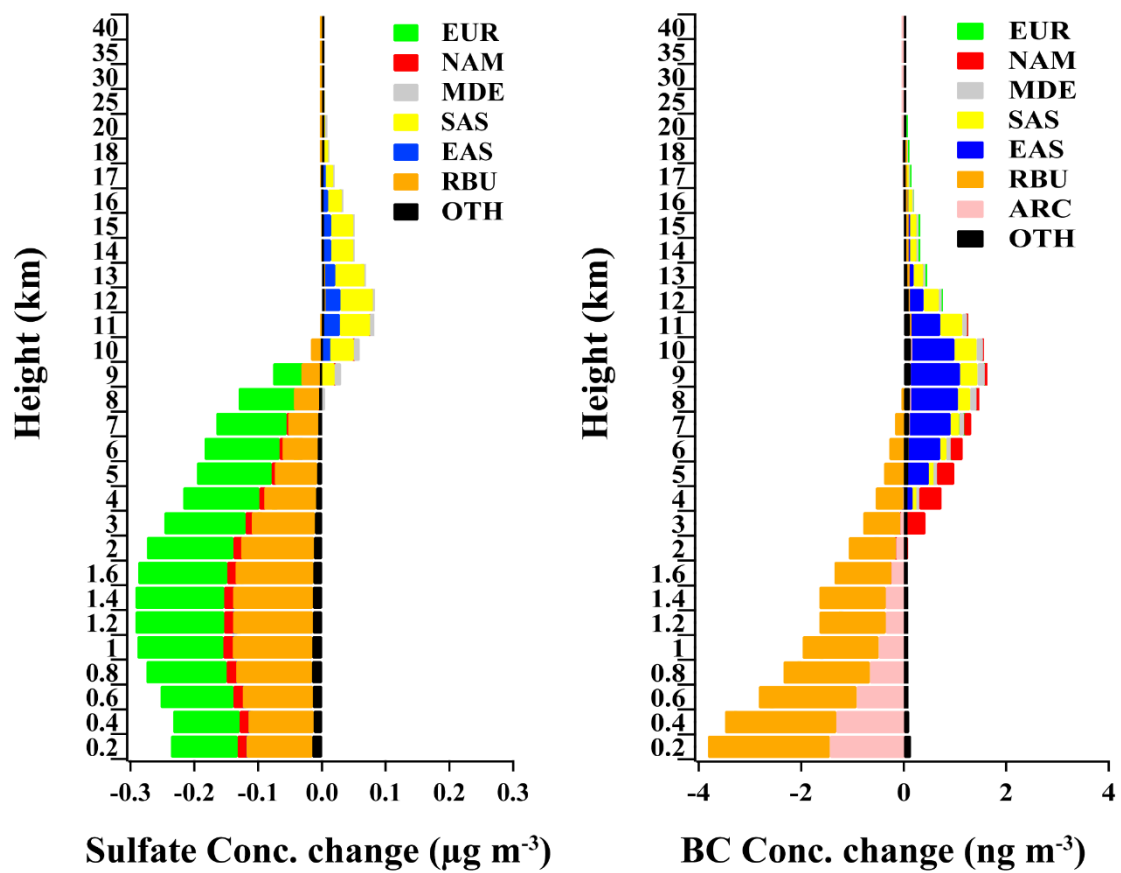 40
35
30
25
20
18
17
16
15
14
13
12
11
10
9
8
7
6
5
4
3
2
1.6
1.4
1.2
1
0.8
0.6
0.4
0.2
Height (km)
EUR
NAM
MDE
SAS
EAS
RBU
OTH
-0.3 -0.2 -0.1 0.0 0.1 0.2 0.3
Sulfate Conc. change (μg m⁻³)
40
35
30
25
20
18
17
16
15
14
13
12
11
10
9
8
7
6
5
4
3
2
1.6
1.4
1.2
1
0.8
0.6
0.4
0.2
Height (km)
EUR
NAM
MDE
SAS
EAS
RBU
ARC
OTH
-4 -2 0 2 4
BC Conc. change (ng m⁻³)